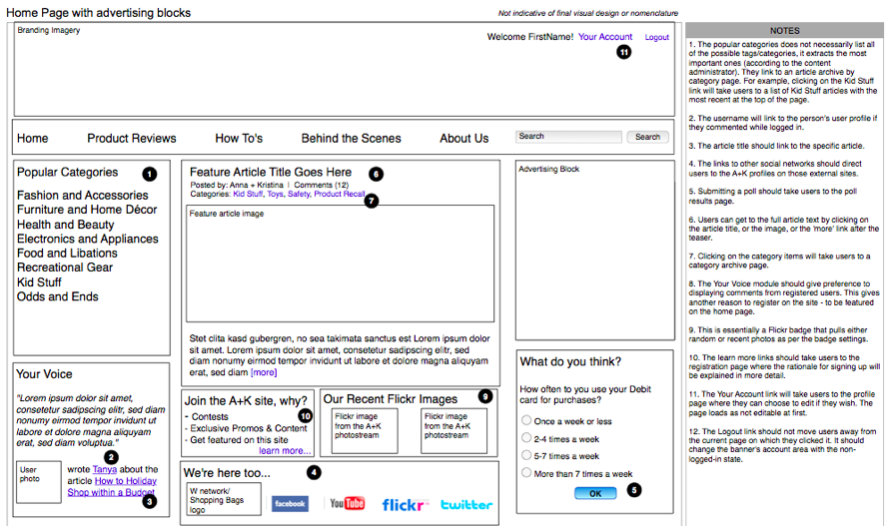 Home Page with advertising blocks
Not indicative of final visual design or nomenclature
Branding Imagery
Welcome FirstName! Your Account Logout
11
Home Product Reviews How To's Behind the Scenes About Us Search Search
Popular Categories 1
Fashion and Accessories
Furniture and Home Décor
Health and Beauty
Electronics and Appliances
Food and Libations
Recreational Gear
Kid Stuff
Odds and Ends
Your Voice
"Lorem ipsum dolor sit amet,
consetetur sadipscing elitr, sed diam
nonumy eirmod tempor invidunt ut
labore et dolore magna aliquyam
erat, sed diam voluptua."
2
User
photo
wrote Tanya about the
article How to Holiday
Shop within a Budget
3
Feature Article Title Goes Here 6
Posted by: Anna + Kristina | Comments (12)
Categories: Kid Stuff, Toys, Safety, Product Recall
7
Feature article image
Stet clita kasd gubergren, no sea takimata sanctus est Lorem ipsum dolor
sit amet. Lorem ipsum dolor sit amet, consetetur sadipscing elitr, sed
diam nonumy eirmod tempor invidunt ut labore et dolore magna aliquyam
erat, sed diam [more]
Join the A+K site, why?
- Contests 10
- Exclusive Promos & Content
- Get featured on this site
learn more...
Our Recent Flickr Images 9
Flickr image
from the A+K
photostream
Flickr image
from the A+K
photostream
We're here too... 4
W network/
Shopping Bags
logo
facebook YouTube flickr twitter
Advertising Block
What do you think?
How often to you use your Debit
card for purchases?
Once a week or less
2-4 times a week
5-7 times a week
More than 7 times a week
OK 5
NOTES
1. The popular categories does not necessarily list all
of the possible tags/categories, it extracts the most
important ones (according to the content
administrator). They link to an article archive by
category page. For example, clicking on the Kid Stuff
link will take users to a list of Kid Stuff articles with the
most recent at the top of the page.
2. The username will link to the person's user profile if
they commented while logged in.
3. The article title should link to the specific article.
4. The links to other social networks should direct
users to the A+K profiles on those external sites.
5. Submitting a poll should take users to the poll
results page.
6. Users can get to the full article text by clicking on
the article title, or the image, or the 'more' link after the
teaser.
7. Clicking on the category items will take users to a
category archive page.
8. The Your Voice module should give preference to
displaying comments from registered users. This gives
another reason to register on the site - to be featured
on the home page.
9. This is essentially a Flickr badge that pulls either
random or recent photos as per the badge settings.
10. The learn more links should take users to the
registration page where the rationale for signing up will
be explained in more detail.
11. The Your Account link will take users to the profile
page where they can choose to edit if they wish. The
page loads as not editable at first.
12. The Logout link should not move users away from
the current page on which they clicked it. It should
change the banner's account area with the non-
logged-in state.